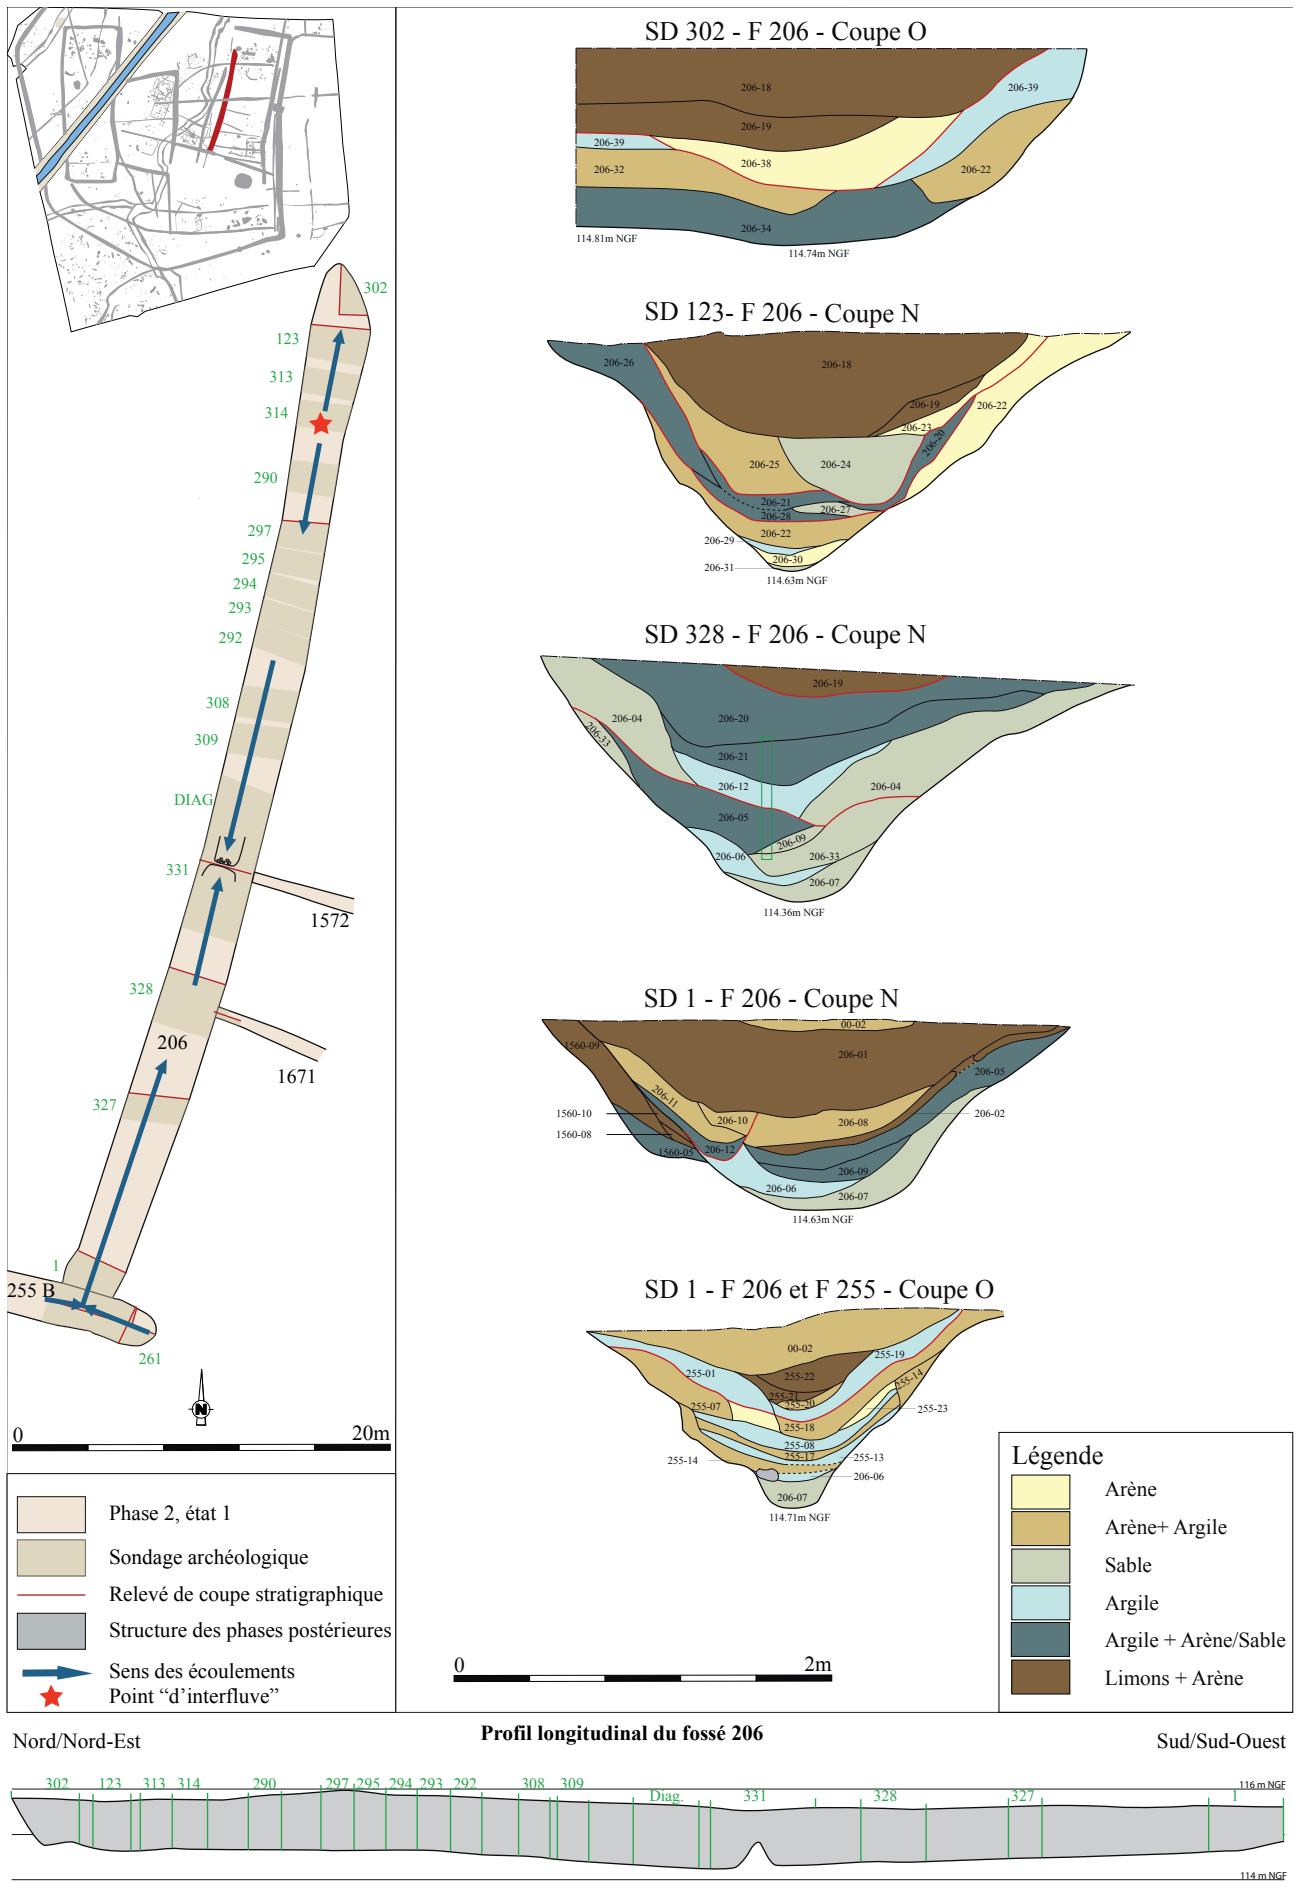 302
123
313
314
290
297
295
294
293
292
308
309
DIAG
331
1572
328
206
1671
327
1
255 B
261
N
0
20m
Phase 2, état 1
Sondage archéologique
Relevé de coupe stratigraphique
Structure des phases postérieures
Sens des écoulements
Point “d’interfluve”
SD 302 - F 206 - Coupe O
206-18
206-39
206-19
206-39
206-38
206-32
206-22
206-34
114.81m NGF
114.74m NGF
SD 123- F 206 - Coupe N
206-26
206-18
206-19
206-22
206-23
206-20
206-25
206-24
206-21
206-27
206-28
206-22
206-29
206-30
206-31
114.63m NGF
SD 328 - F 206 - Coupe N
206-19
206-04
206-20
206-33
206-21
206-12
206-04
206-05
206-09
206-06
206-33
206-07
114.36m NGF
SD 1 - F 206 - Coupe N
00-02
1560-09
206-01
206-05
206-11
1560-10
206-10
206-08
206-02
1560-08
1560-05
206-12
206-09
206-06
206-07
114.63m NGF
SD 1 - F 206 et F 255 - Coupe O
00-02
255-19
255-01
255-22
255-14
255-21
255-07
255-20
255-23
255-18
255-08
255-17
255-13
255-14
206-06
206-07
114.71m NGF
0
2m
Légende
Arène
Arène+ Argile
Sable
Argile
Argile + Arène/Sable
Limons + Arène
Nord/Nord-Est
Profil longitudinal du fossé 206
Sud/Sud-Ouest
302 123 313 314 290 297 295 294 293 292 308 309 Diag. 331 328 327 1
116 m NGF
114 m NGF